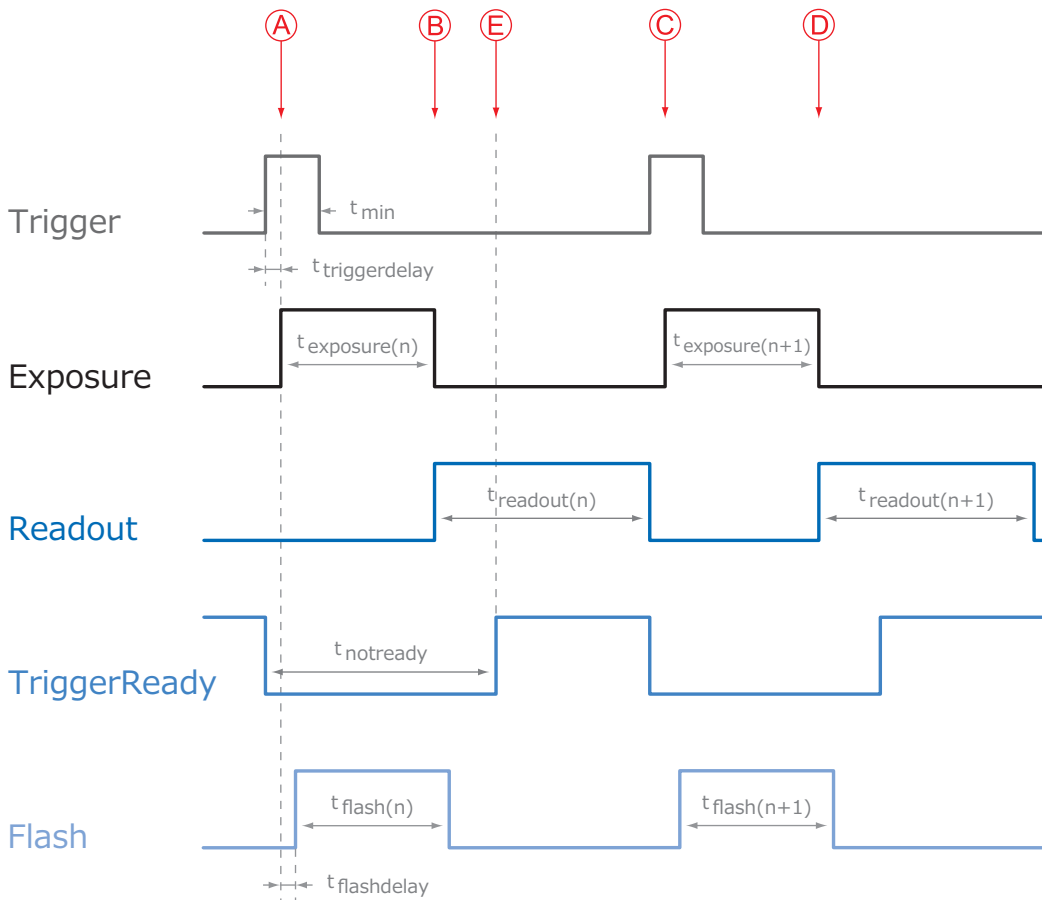 A B E C D
Trigger
t min
t triggerdelay
Exposure
t exposure(n)
t exposure(n+1)
Readout
t readout(n)
t readout(n+1)
TriggerReady
t notready
Flash
t flash(n)
t flash(n+1)
t flashdelay